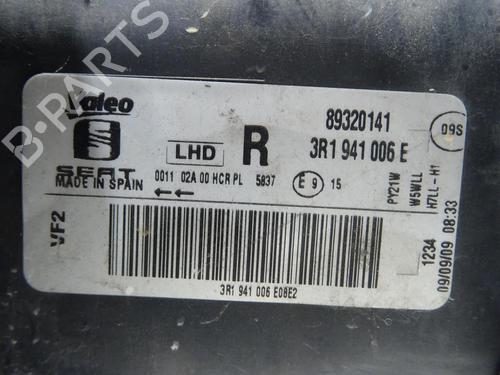 B-PARTS
Valeo
SEAT
MADE IN SPAIN
LHD
R
89320141
3R1 941 006 E
0011 02A 00 HCR PL 5837
E 9 15
09S
PY21W
W5WLL
H7LL-H1
VF2
3R1 941 006 E08E2
1234
09/09/09 08:33